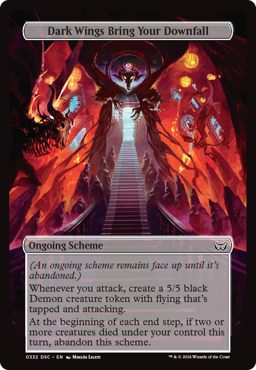 Dark Wings Bring Your Downfall
Ongoing Scheme
(An ongoing scheme remains face up until it's
abandoned.)
Whenever you attack, create a 5/5 black
Demon creature token with flying that's
tapped and attacking.
At the beginning of each end step, if two or
more creatures died under your control this
turn, abandon this scheme.
0332 DSC • EN Miklós Ligeti
™ & © 2024 Wizards of the Coast